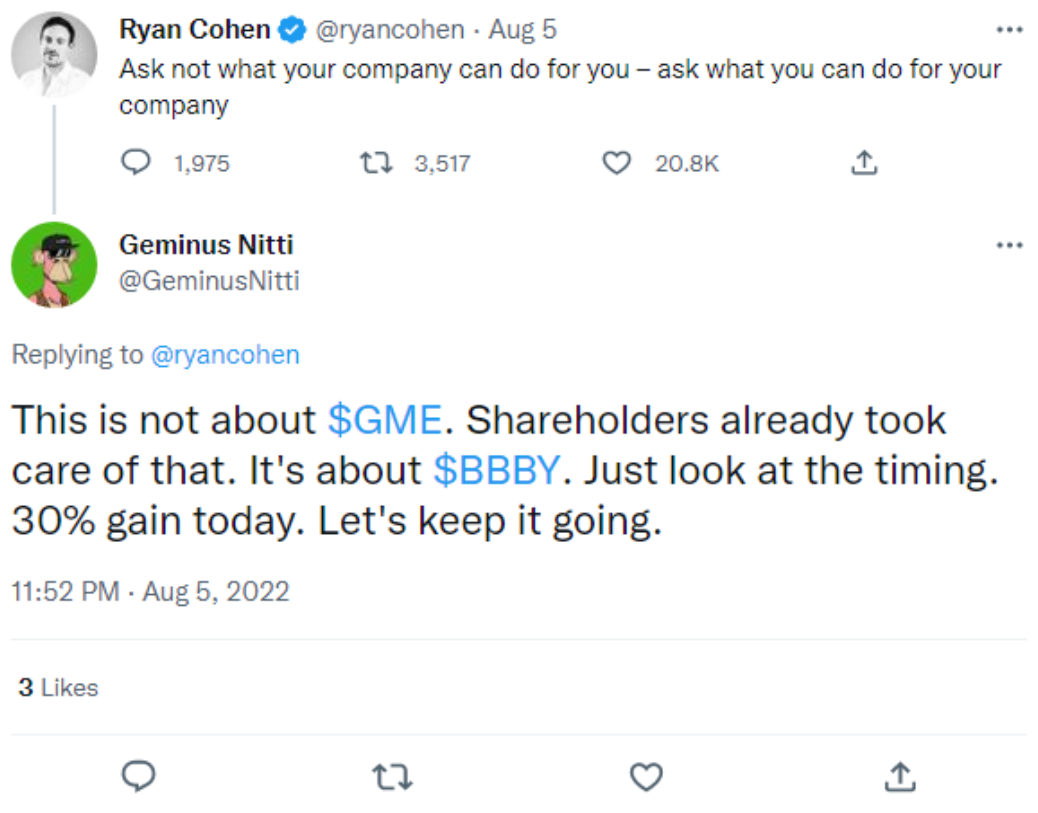 Ryan Cohen @ryancohen · Aug 5
Ask not what your company can do for you – ask what you can do for your
company
1,975 3,517 20.8K
Geminus Nitti
@GeminusNitti
Replying to @ryancohen
This is not about $GME. Shareholders already took
care of that. It's about $BBBY. Just look at the timing.
30% gain today. Let's keep it going.
11:52 PM · Aug 5, 2022
3 Likes